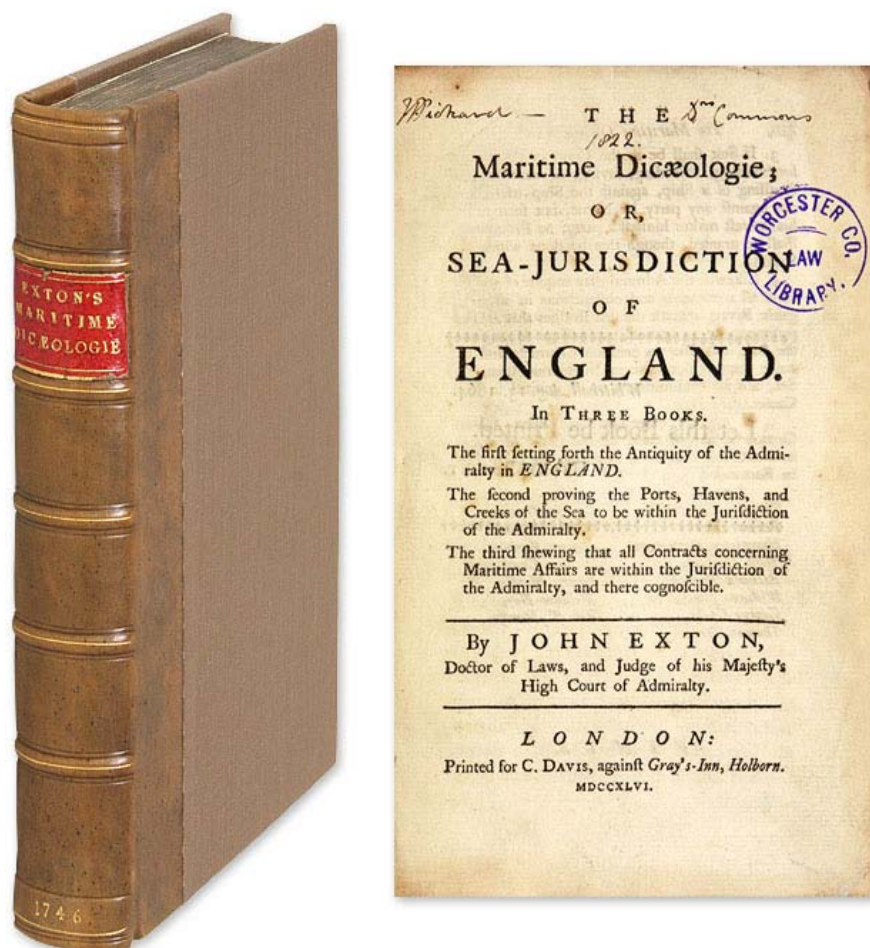 EXTON'S
MARITIME
DICÆOLOGIE
1746
THE
Commons
1822.
Maritime Dicæologie;
OR,
SEA-JURISDICTION
OF
ENGLAND.
In THREE BOOKS.
The firſt ſetting forth the Antiquity of the Admi-
ralty in ENGLAND.
The ſecond proving the Ports, Havens, and
Creeks of the Sea to be within the Juriſdiction
of the Admiralty.
The third ſhewing that all Contracts concerning
Maritime Affairs are within the Juriſdiction of
the Admiralty, and there cognoſcible.
By JOHN EXTON,
Doctor of Laws, and Judge of his Majeſty's
High Court of Admiralty.
LONDON:
Printed for C. DAVIS, againſt Gray's-Inn, Holborn.
MDCCXLVI.
WORCESTER CO.
LAW
LIBRARY.